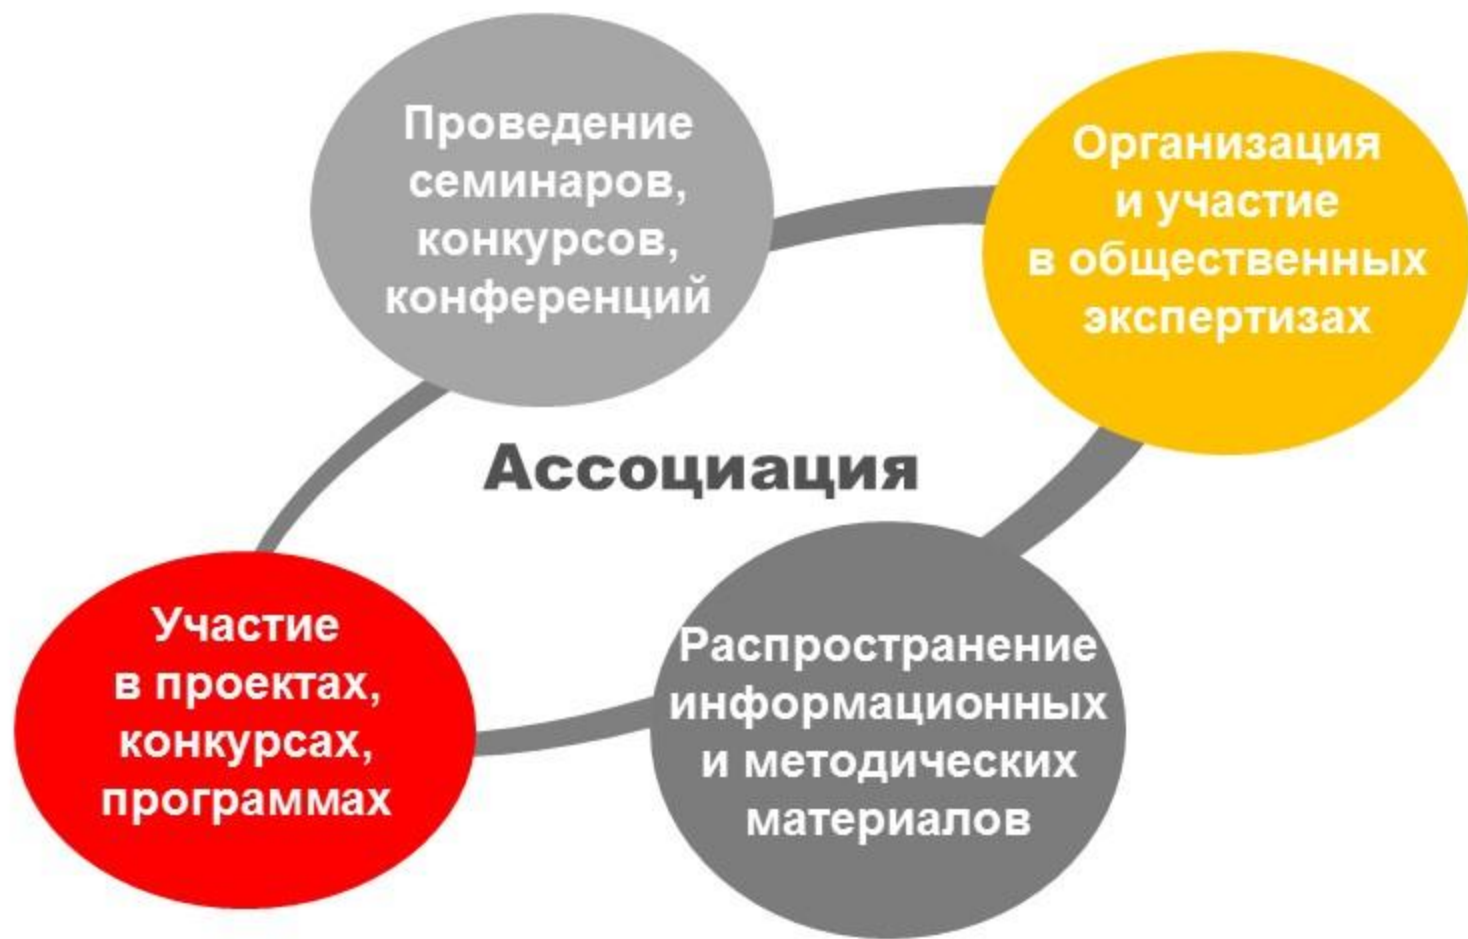 Проведение
семинаров,
конкурсов,
конференций
Организация
и участие
в общественных
экспертизах
Ассоциация
Участие
в проектах,
конкурсах,
программах
Распространение
информационных
и методических
материалов